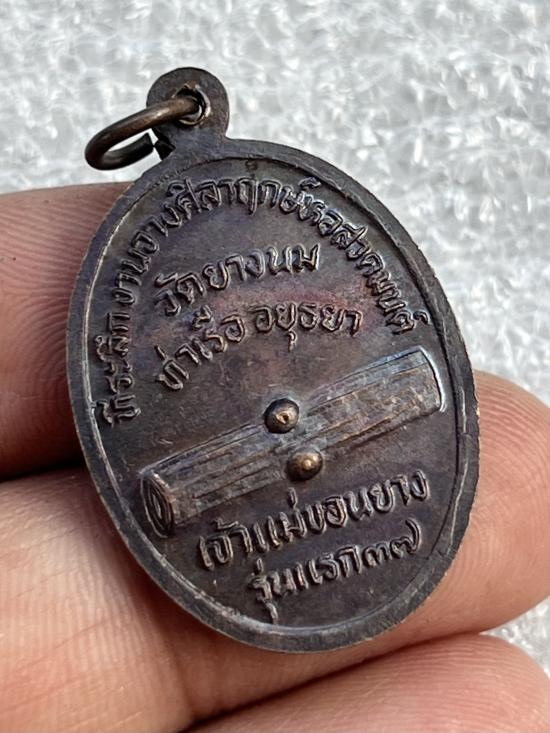 ที่ระลึก งานวางศิลาฤกษ์หอสวดมนต์
วัดยางนม
ท่าเรือ อยุธยา
เจ้าแม่ขอนยาง
รุ่นแรก๓๗